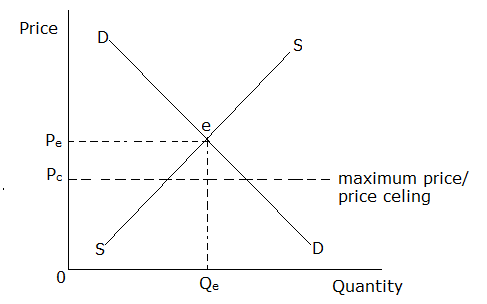 Price
D
S
e
Pe
Pc
maximum price/
price celing
S
D
0
Qe
Quantity